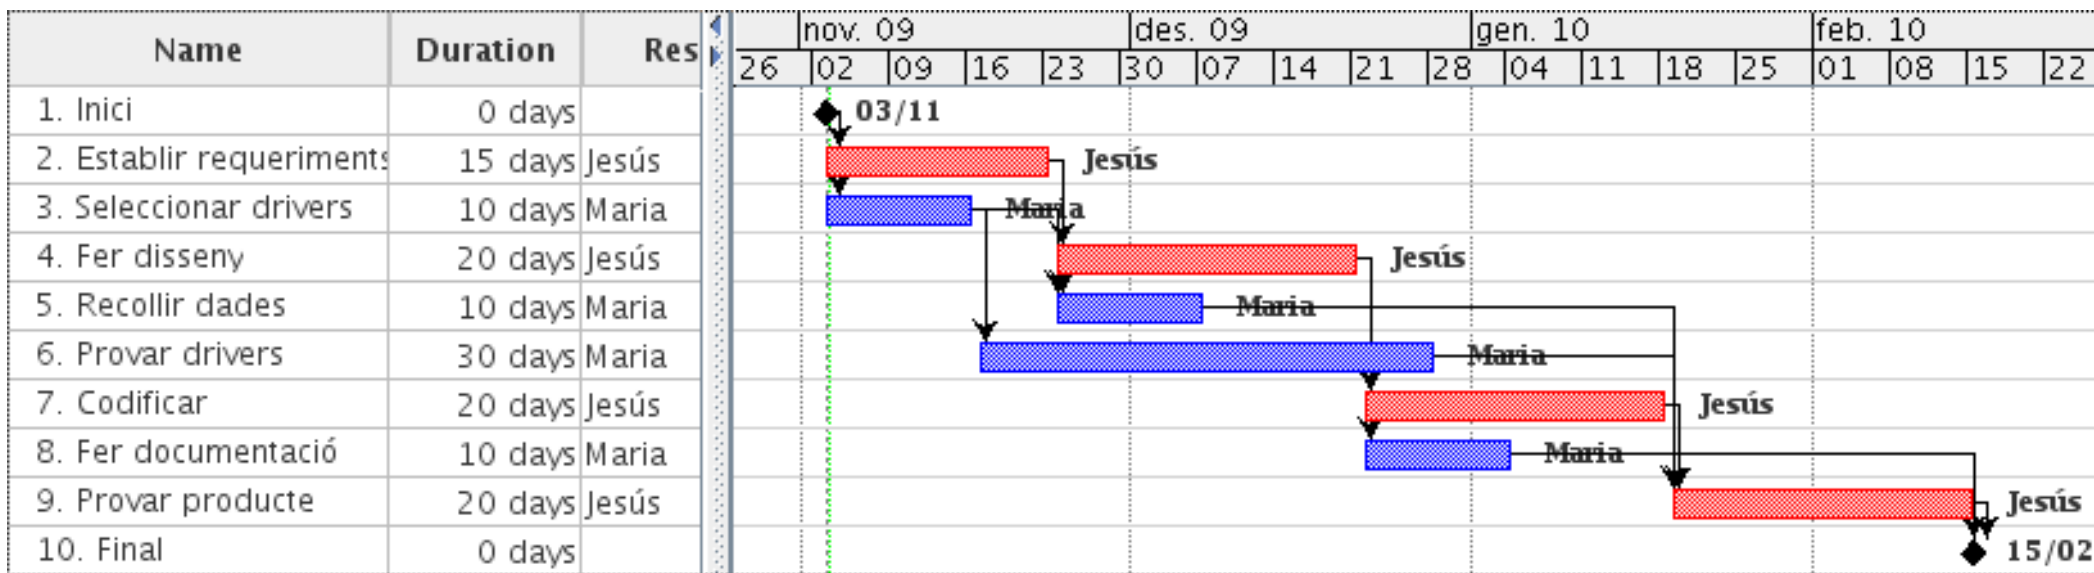 Name Duration Res nov. 09 des. 09 gen. 10 feb. 10
26 02 09 16 23 30 07 14 21 28 04 11 18 25 01 08 15 22
1. Inici 0 days 03/11
2. Establir requeriments 15 days Jesús Jesús
3. Seleccionar drivers 10 days Maria Maria
4. Fer disseny 20 days Jesús Jesús
5. Recollir dades 10 days Maria Maria
6. Provar drivers 30 days Maria Maria
7. Codificar 20 days Jesús Jesús
8. Fer documentació 10 days Maria Maria
9. Provar producte 20 days Jesús Jesús
10. Final 0 days 15/02